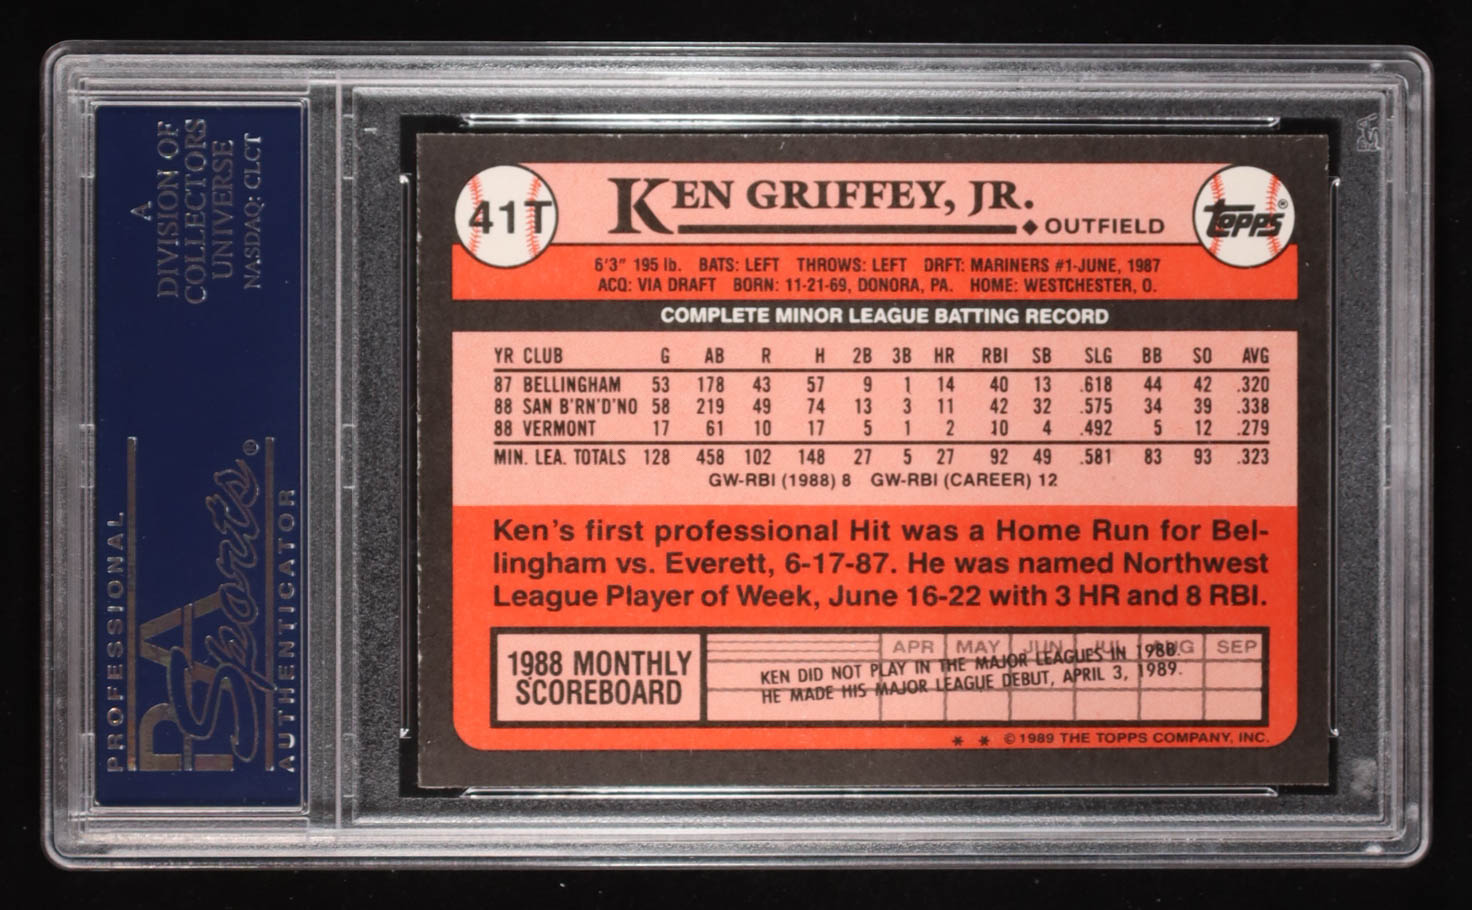 A
DIVISION OF
COLLECTORS
UNIVERSE
NASDAQ: CLCT
PROFESSIONAL
PSA
Sports®
AUTHENTICATOR
PSA
41T
KEN GRIFFEY, JR.
◆ OUTFIELD
TOPPS®
6'3" 195 lb. BATS: LEFT THROWS: LEFT DRFT: MARINERS #1-JUNE, 1987
ACQ: VIA DRAFT BORN: 11-21-69, DONORA, PA. HOME: WESTCHESTER, O.
COMPLETE MINOR LEAGUE BATTING RECORD
YR CLUB G AB R H 2B 3B HR RBI SB SLG BB SO AVG
87 BELLINGHAM 53 178 43 57 9 1 14 40 13 .618 44 42 .320
88 SAN B'RN'D'NO 58 219 49 74 13 3 11 42 32 .575 34 39 .338
88 VERMONT 17 61 10 17 5 1 2 10 4 .492 5 12 .279
MIN. LEA. TOTALS 128 458 102 148 27 5 27 92 49 .581 83 93 .323
GW-RBI (1988) 8 GW-RBI (CAREER) 12
Ken's first professional Hit was a Home Run for Bel-
lingham vs. Everett, 6-17-87. He was named Northwest
League Player of Week, June 16-22 with 3 HR and 8 RBI.
1988 MONTHLY
SCOREBOARD
APR MAY JUN JUL AUG SEP
KEN DID NOT PLAY IN THE MAJOR LEAGUES IN 1988.
HE MADE HIS MAJOR LEAGUE DEBUT, APRIL 3, 1989.
* * ©1989 THE TOPPS COMPANY, INC.